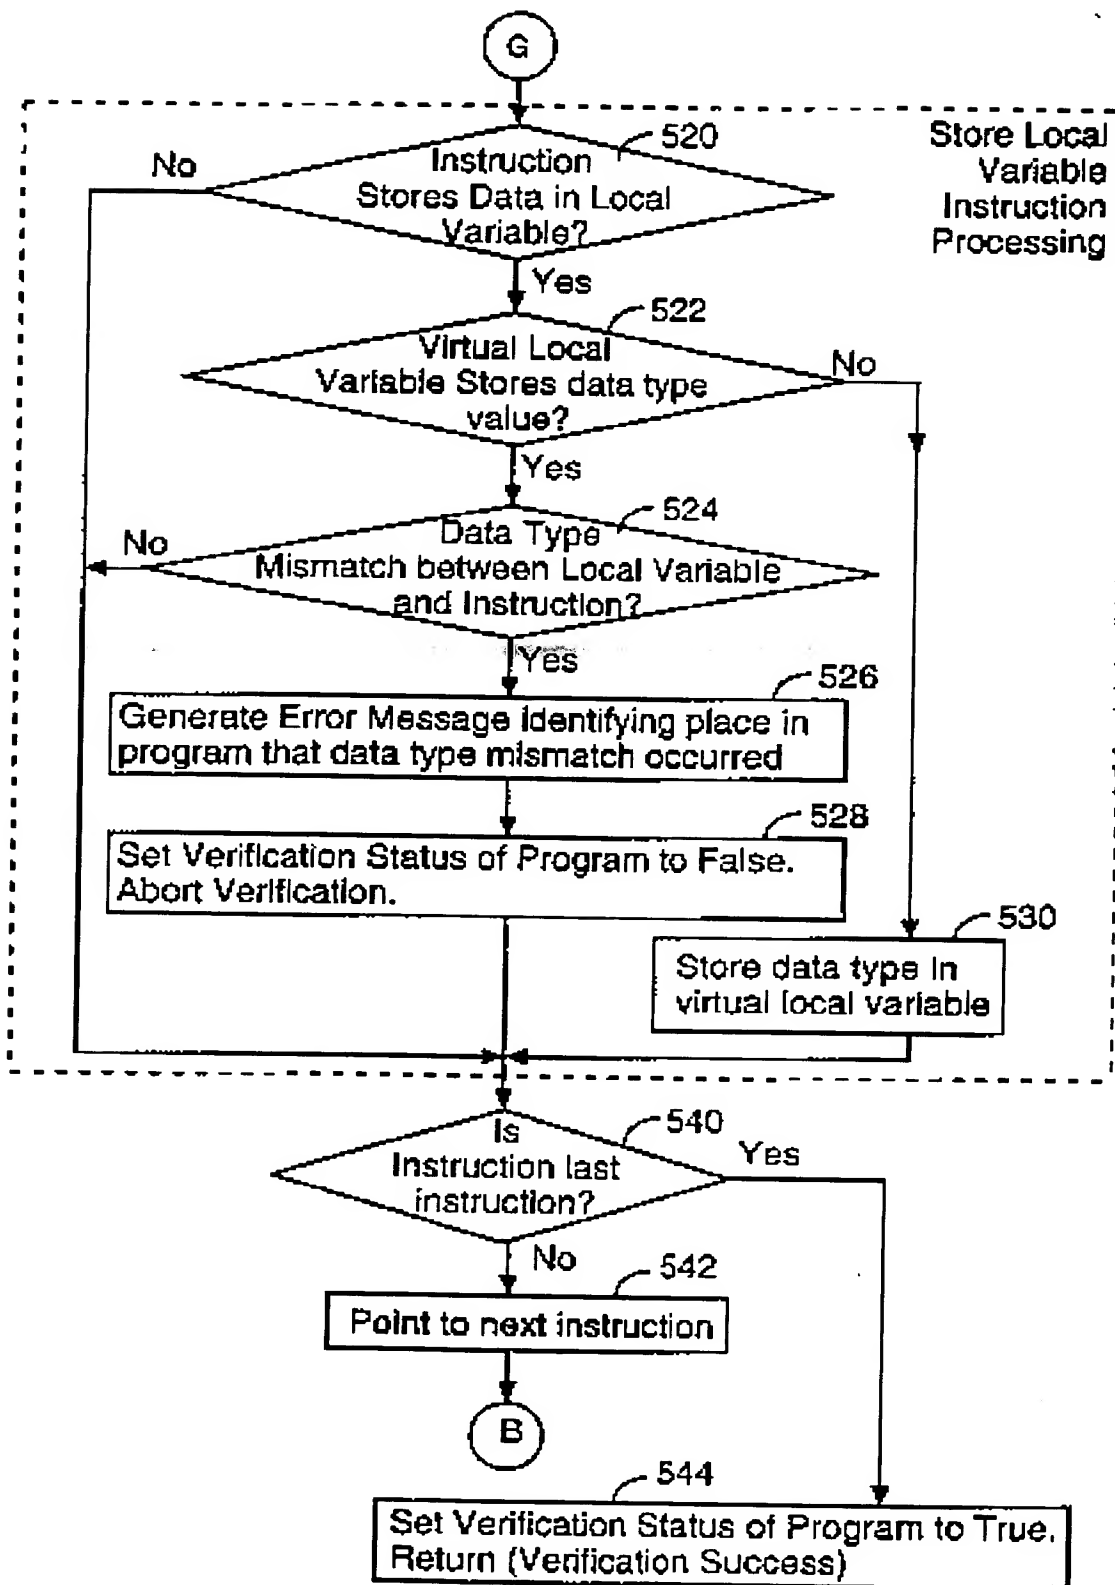 G
520
Store Local
Variable
Instruction
Processing
No
Instruction
Stores Data in Local
Variable?
Yes
522
Virtual Local
Variable Stores data type
value?
No
Yes
524
No
Data Type
Mismatch between Local Variable
and Instruction?
Yes
526
Generate Error Message Identifying place in
program that data type mismatch occurred
528
Set Verification Status of Program to False.
Abort Verification.
530
Store data type in
virtual local variable
540
Is
Instruction last
instruction?
Yes
No
542
Point to next instruction
B
544
Set Verification Status of Program to True.
Return (Verification Success)